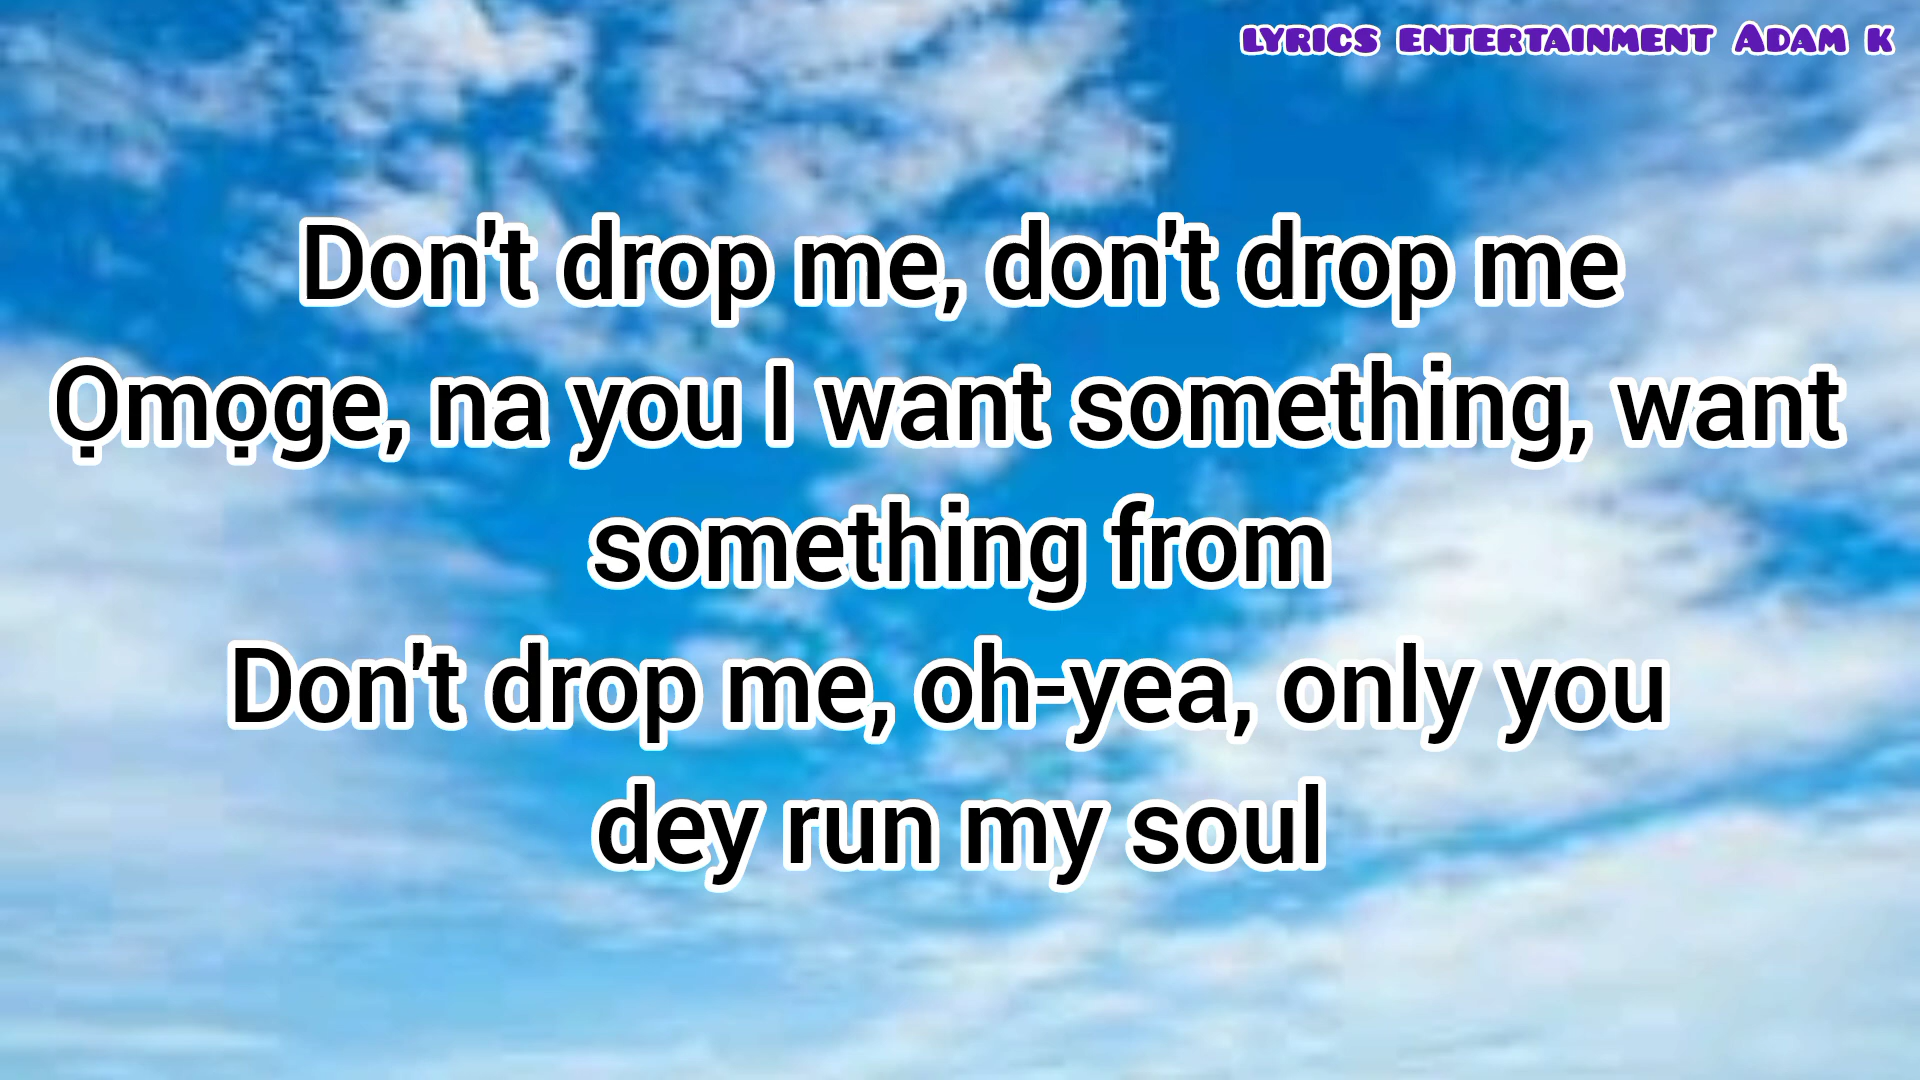 LYRICS ENTERTAINMENT ADAM K
Don't drop me, don't drop me
Ọmọge, na you I want something, want
something from
Don't drop me, oh-yea, only you
dey run my soul